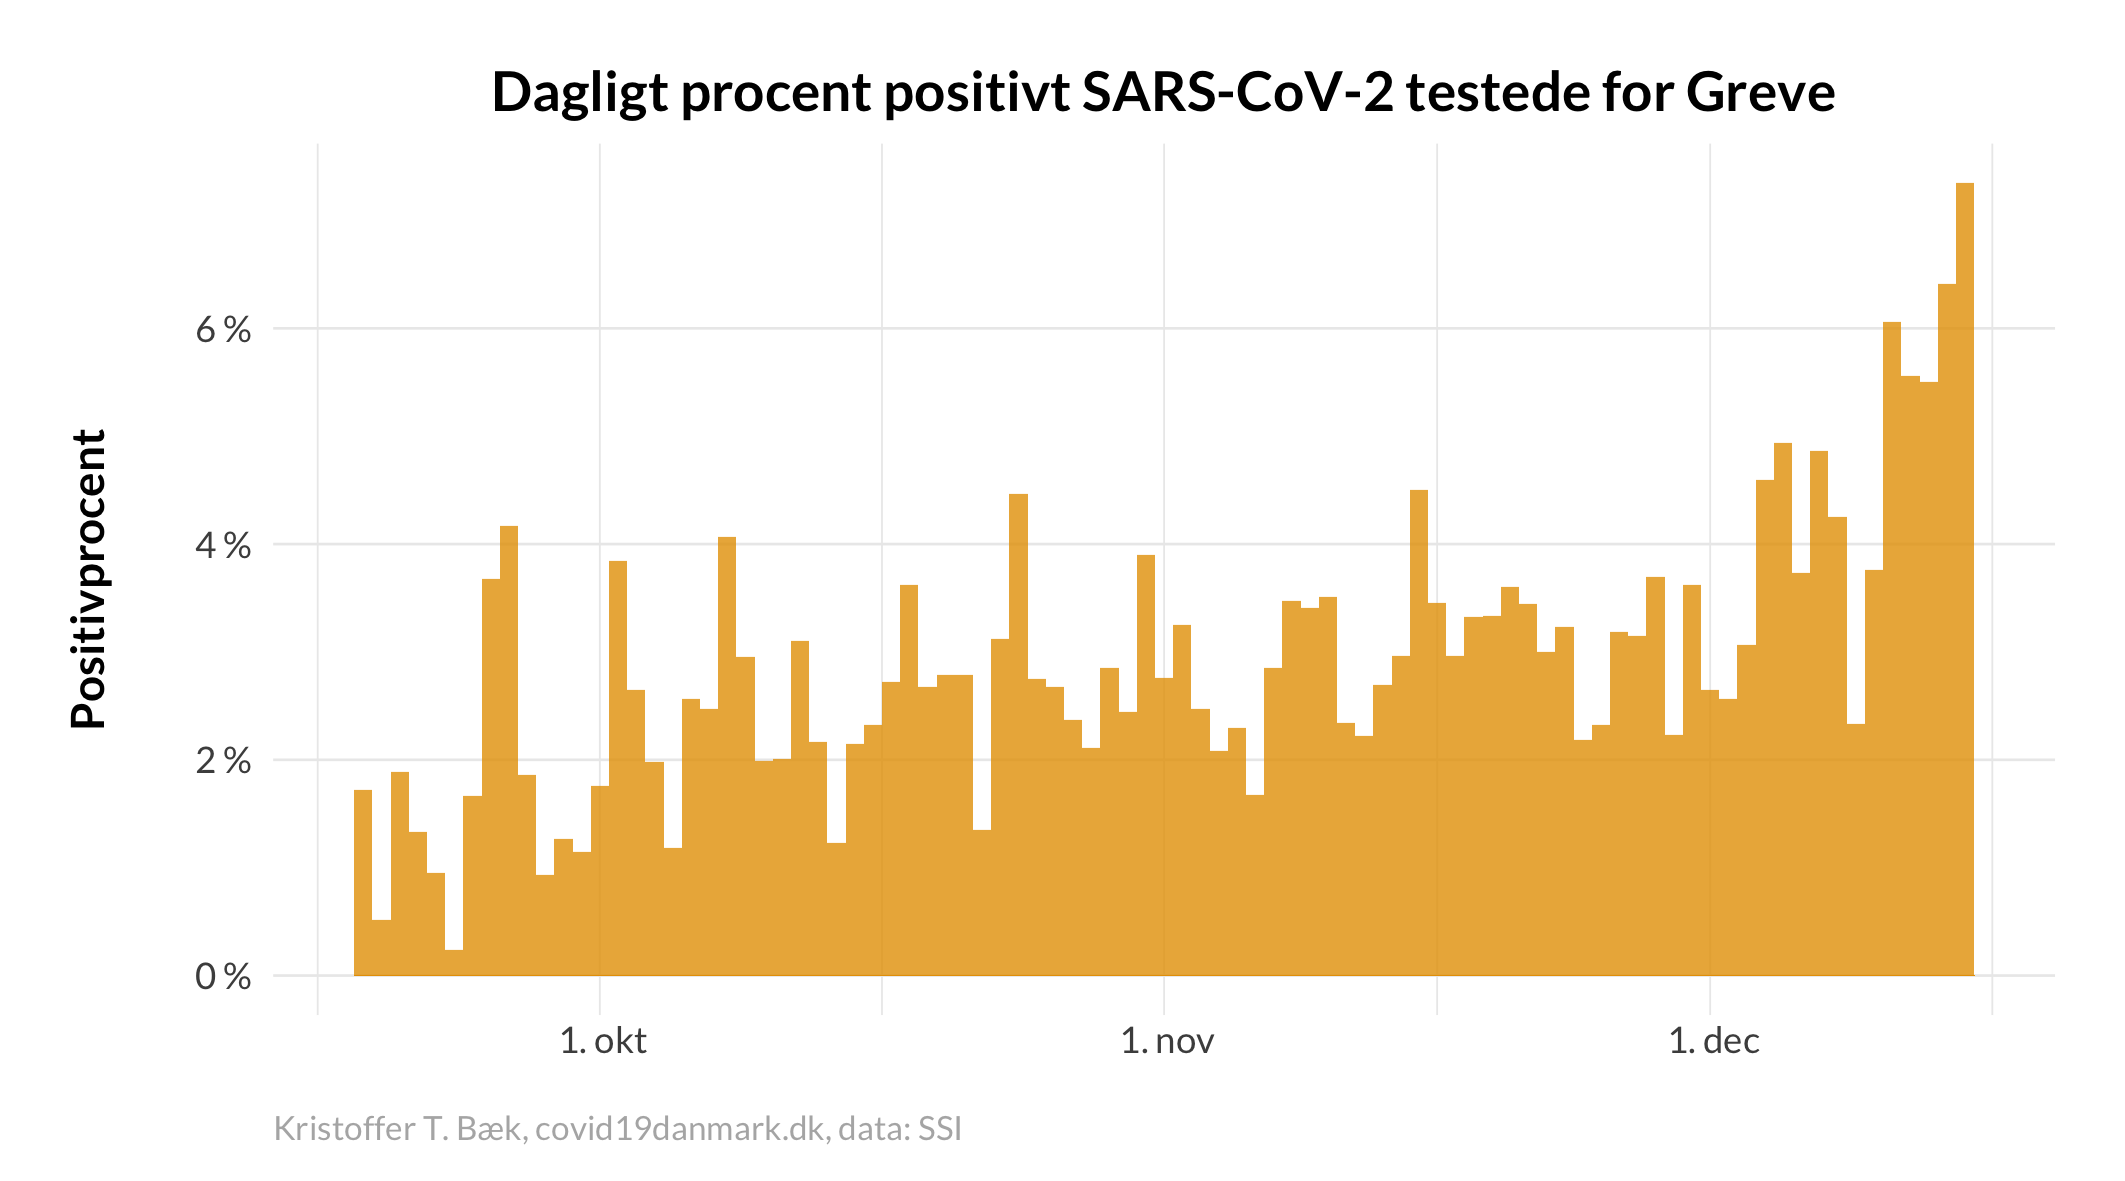 Dagligt procent positivt SARS-CoV-2 testede for Greve
Positivprocent
6 %
4 %
2 %
0 %
1. okt
1. nov
1. dec
Kristoffer T. Bæk, covid19danmark.dk, data: SSI